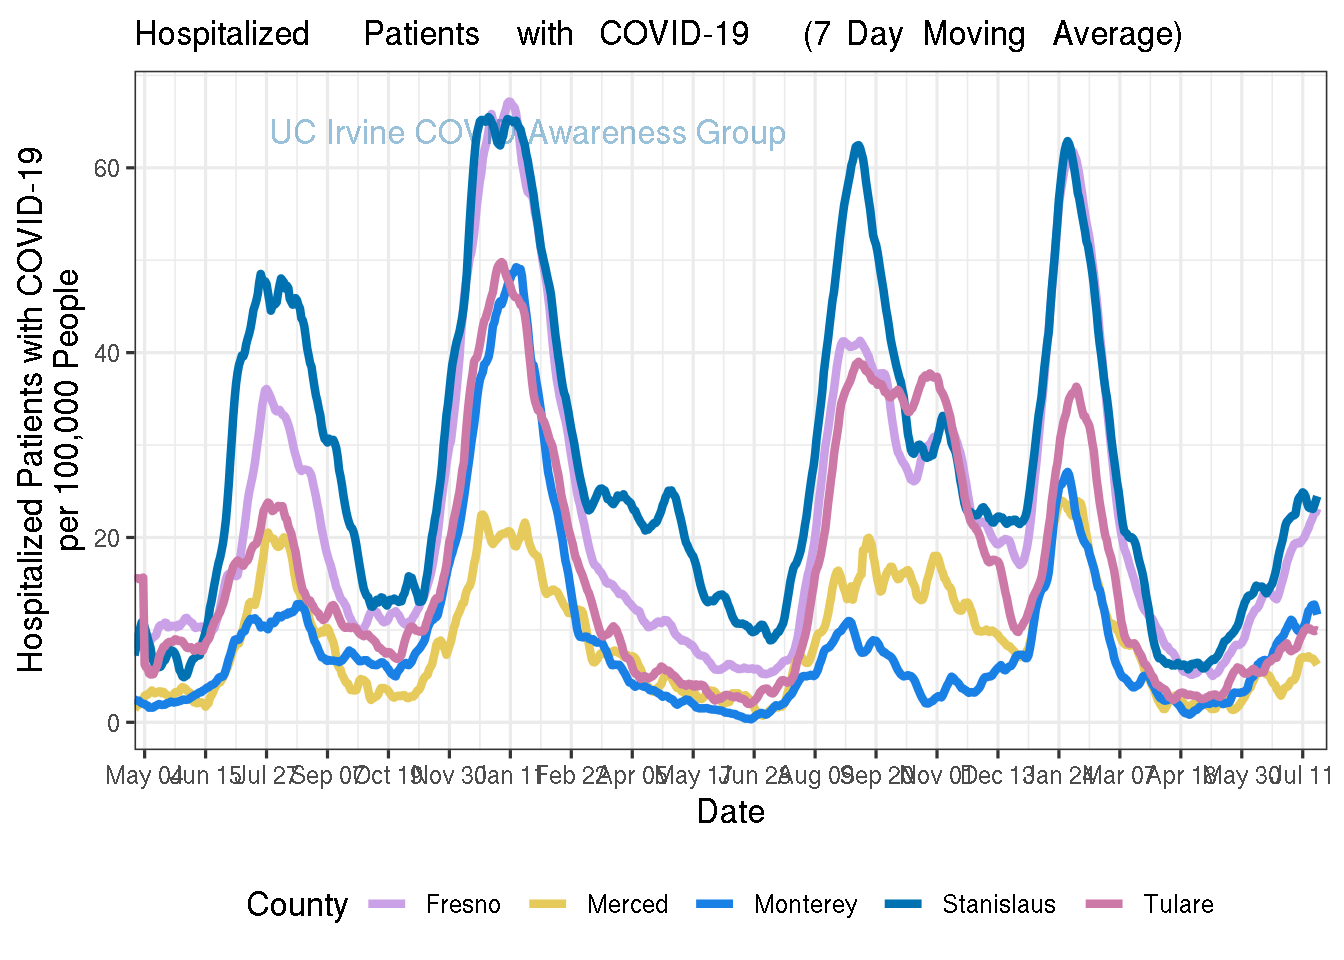 Hospitalized Patients with COVID-19 (7 Day Moving Average)
UC Irvine COVID Awareness Group
Hospitalized Patients with COVID-19
per 100,000 People
60
40
20
0
May 04 Jun 15 Jul 27 Sep 07 Oct 19 Nov 30 Jan 11 Feb 22 Apr 05 May 17 Jun 28 Aug 09 Sep 20 Nov 01 Dec 13 Jan 24 Mar 07 Apr 18 May 30 Jul 11
Date
County Fresno Merced Monterey Stanislaus Tulare